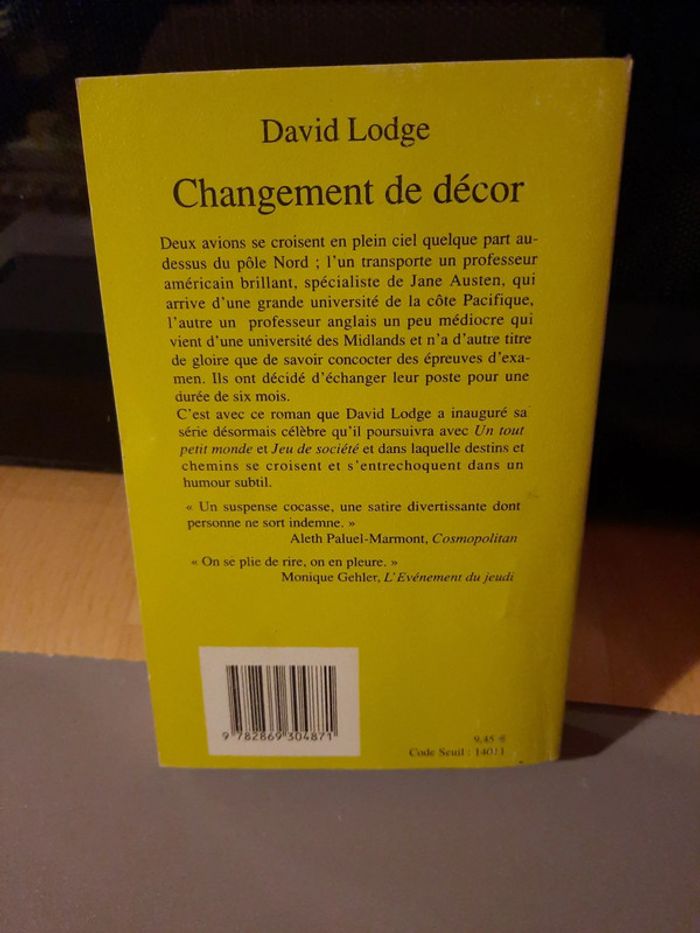 David Lodge
Changement de décor
Deux avions se croisent en plein ciel quelque part au-
dessus du pôle Nord ; l'un transporte un professeur
américain brillant, spécialiste de Jane Austen, qui
arrive d'une grande université de la côte Pacifique,
l'autre un professeur anglais un peu médiocre qui
vient d'une université des Midlands et n'a d'autre titre
de gloire que de savoir concocter des épreuves d'exa-
men. Ils ont décidé d'échanger leur poste pour une
durée de six mois.
C'est avec ce roman que David Lodge a inauguré sa
série désormais célèbre qu'il poursuivra avec Un tout
petit monde et Jeu de société et dans laquelle destins et
chemins se croisent et s'entrechoquent dans un
humour subtil.
« Un suspense cocasse, une satire divertissante dont
personne ne sort indemne. »
Aleth Paluel-Marmont, Cosmopolitan
« On se plie de rire, on en pleure. »
Monique Gehler, L'Evénement du jeudi
9 782869 304871
9,45 €
Code Seuil : 14011